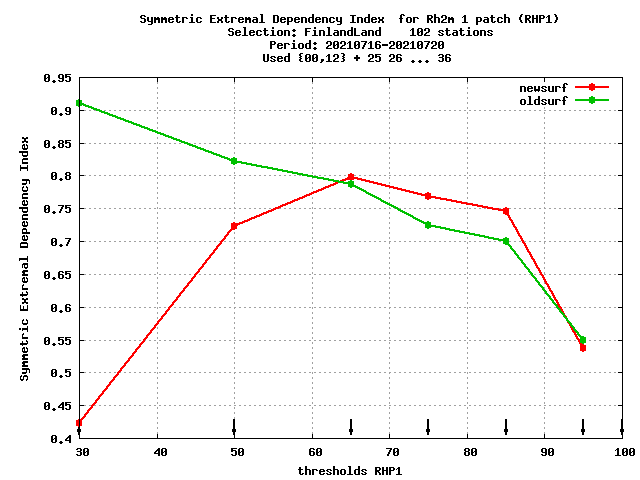 Symmetric Extremal Dependency Index  for Rh2m 1 patch (RHP1)
Selection: FinlandLand    102 stations
Period: 20210716-20210720
Used {00,12} + 25 26 ... 36
newsurf
oldsurf
Symmetric Extremal Dependency Index
0.95
0.9
0.85
0.8
0.75
0.7
0.65
0.6
0.55
0.5
0.45
0.4
30 40 50 60 70 80 90 100
thresholds RHP1